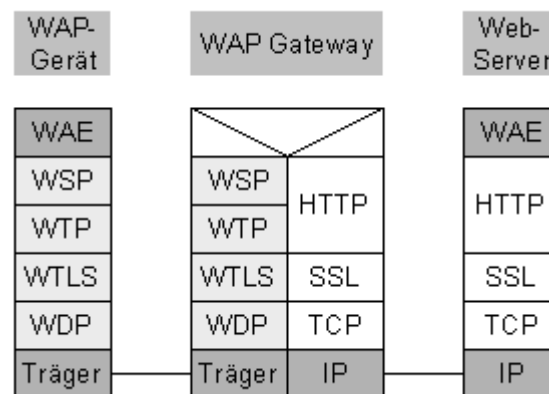 WAP-
Gerät
WAP Gateway
Web-
Server
WAE
WAE
WSP
WSP
HTTP
HTTP
WTP
WTP
WTLS
WTLS
SSL
SSL
WDP
WDP
TCP
TCP
Träger
Träger
IP
IP